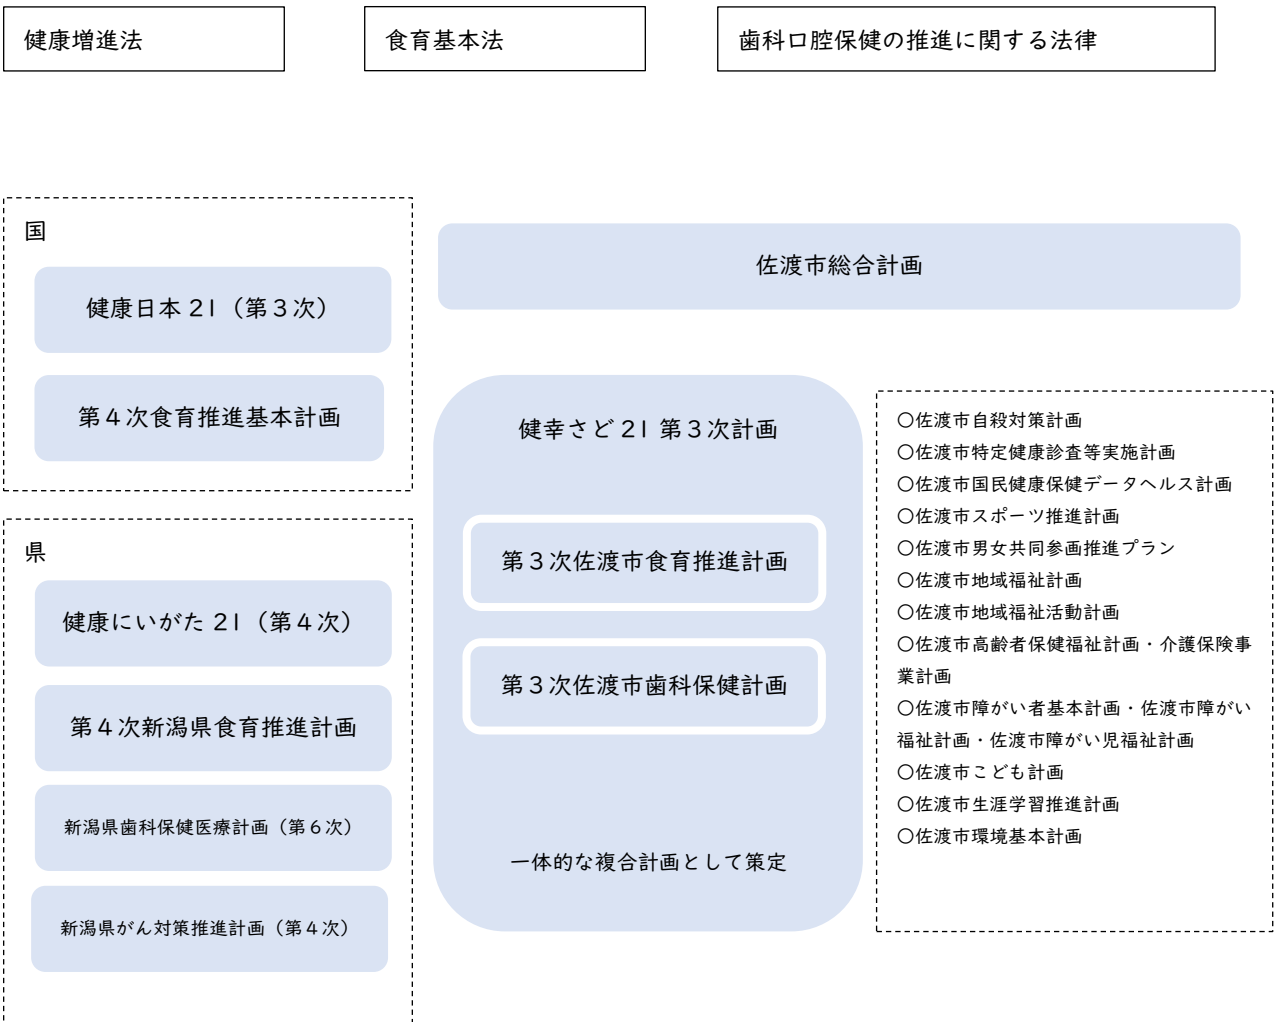 健康増進法
食育基本法
歯科口腔保健の推進に関する法律
国
健康日本 21（第３次）
第４次食育推進基本計画
県
健康にいがた 21（第４次）
第４次新潟県食育推進計画
新潟県歯科保健医療計画（第６次）
新潟県がん対策推進計画（第４次）
佐渡市総合計画
健幸さど 21 第３次計画
第３次佐渡市食育推進計画
第３次佐渡市歯科保健計画
一体的な複合計画として策定
〇佐渡市自殺対策計画
〇佐渡市特定健康診査等実施計画
〇佐渡市国民健康保健データヘルス計画
〇佐渡市スポーツ推進計画
〇佐渡市男女共同参画推進プラン
〇佐渡市地域福祉計画
〇佐渡市地域福祉活動計画
〇佐渡市高齢者保健福祉計画・介護保険事
業計画
〇佐渡市障がい者基本計画・佐渡市障がい
福祉計画・佐渡市障がい児福祉計画
〇佐渡市こども計画
〇佐渡市生涯学習推進計画
〇佐渡市環境基本計画